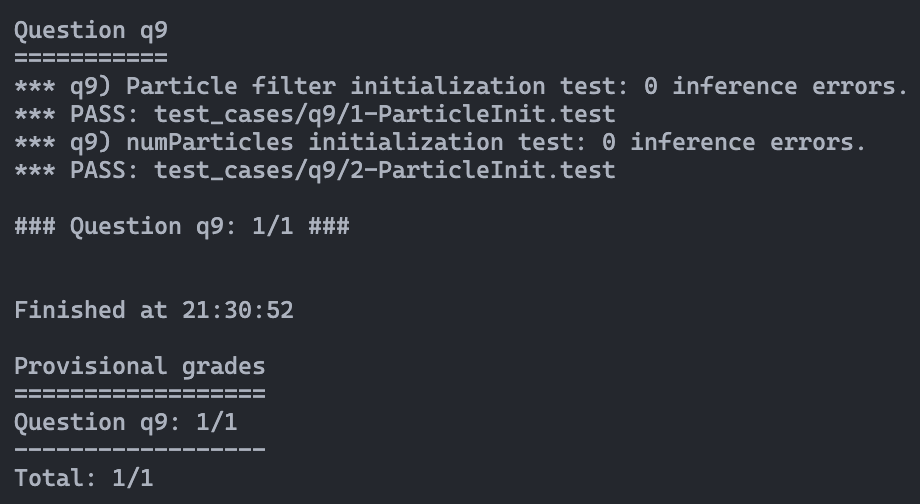 Question q9
===========
*** q9) Particle filter initialization test: 0 inference errors.
*** PASS: test_cases/q9/1-ParticleInit.test
*** q9) numParticles initialization test: 0 inference errors.
*** PASS: test_cases/q9/2-ParticleInit.test
### Question q9: 1/1 ###
Finished at 21:30:52
Provisional grades
==================
Question q9: 1/1
------------------
Total: 1/1